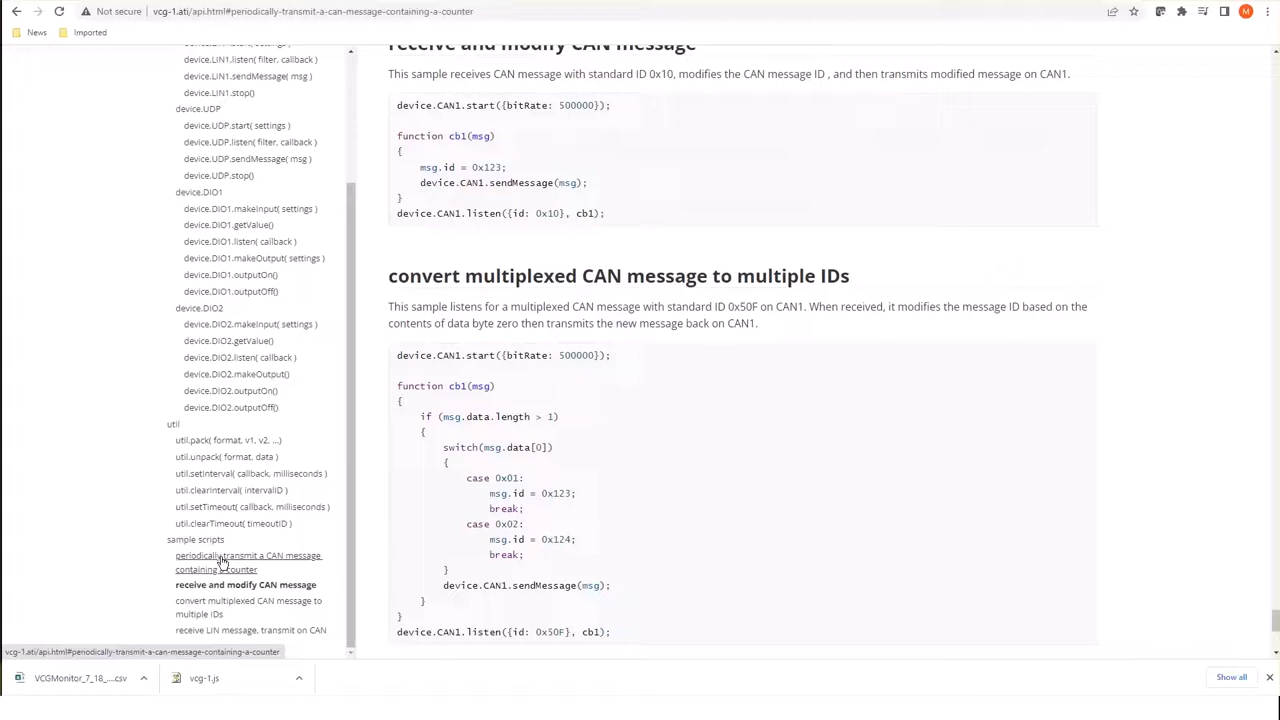 Not secure | vcg-1.ati/api.html#periodically-transmit-a-can-message-containing-a-counter
M
News
Imported
device.LIN1.listen( filter, callback )
device.LIN1.sendMessage( msg )
device.LIN1.stop()
device.UDP
device.UDP.start( settings )
device.UDP.listen( filter, callback )
device.UDP.sendMessage( msg )
device.UDP.stop()
device.DIO1
device.DIO1.makeInput( settings )
device.DIO1.getValue()
device.DIO1.listen( callback )
device.DIO1.makeOutput( settings )
device.DIO1.outputOn()
device.DIO1.outputOff()
device.DIO2
device.DIO2.makeInput( settings )
device.DIO2.getValue()
device.DIO2.listen( callback )
device.DIO2.makeOutput()
device.DIO2.outputOn()
device.DIO2.outputOff()
util
util.pack( format, v1, v2, ...)
util.unpack( format, data )
util.setInterval( callback, milliseconds )
util.clearInterval( intervalID )
util.setTimeout( callback, milliseconds )
util.clearTimeout( timeoutID )
sample scripts
periodically transmit a CAN message
containing a counter
receive and modify CAN message
convert multiplexed CAN message to
multiple IDs
receive LIN message, transmit on CAN
receive and modify CAN message
This sample receives CAN message with standard ID 0x10, modifies the CAN message ID , and then transmits modified message on CAN1.
device.CAN1.start({bitRate: 500000});
function cb1(msg)
{
msg.id = 0x123;
device.CAN1.sendMessage(msg);
}
device.CAN1.listen({id: 0x10}, cb1);
convert multiplexed CAN message to multiple IDs
This sample listens for a multiplexed CAN message with standard ID 0x50F on CAN1. When received, it modifies the message ID based on the
contents of data byte zero then transmits the new message back on CAN1.
device.CAN1.start({bitRate: 500000});
function cb1(msg)
{
if (msg.data.length > 1)
{
switch(msg.data[0])
{
case 0x01:
msg.id = 0x123;
break;
case 0x02:
msg.id = 0x124;
break;
}
device.CAN1.sendMessage(msg);
}
}
device.CAN1.listen({id: 0x50F}, cb1);
vcg-1.ati/api.html#periodically-transmit-a-can-message-containing-a-counter
VCGMonitor_7_18_....csv
vcg-1.js
Show all